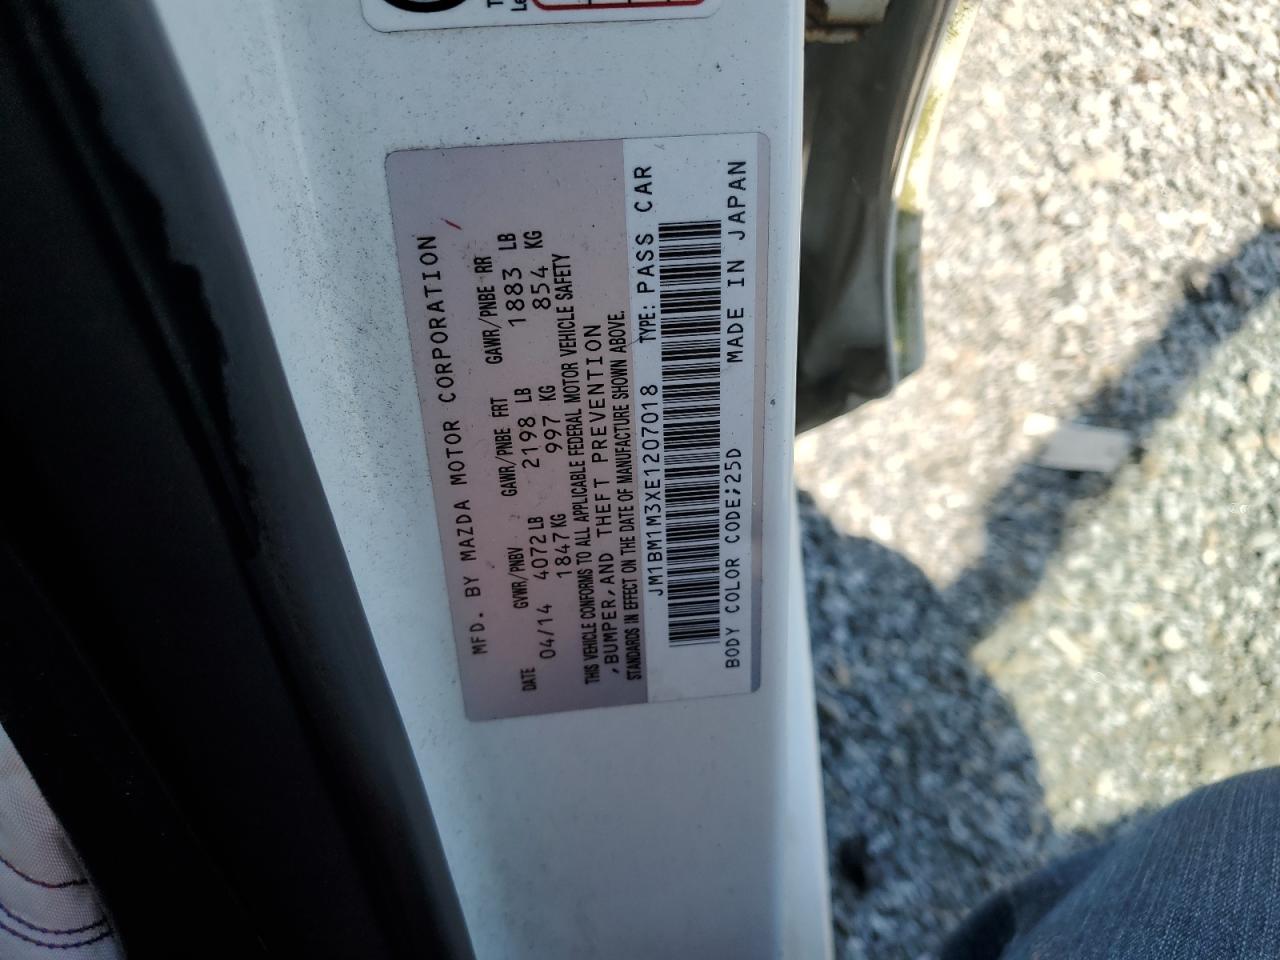 MFD. BY MAZDA MOTOR CORPORATION
DATE GVWR/PNBV GAWR/PNBE FRT GAWR/PNBE RR
04/14 4072 LB 2198 LB 1883 LB
1847 KG 997 KG 854 KG
THIS VEHICLE CONFORMS TO ALL APPLICABLE FEDERAL MOTOR VEHICLE SAFETY
,BUMPER,AND THEFT PREVENTION
STANDARDS IN EFFECT ON THE DATE OF MANUFACTURE SHOWN ABOVE.
JM1BM1M3XE1207018 TYPE: PASS CAR
BODY COLOR CODE;25D MADE IN JAPAN